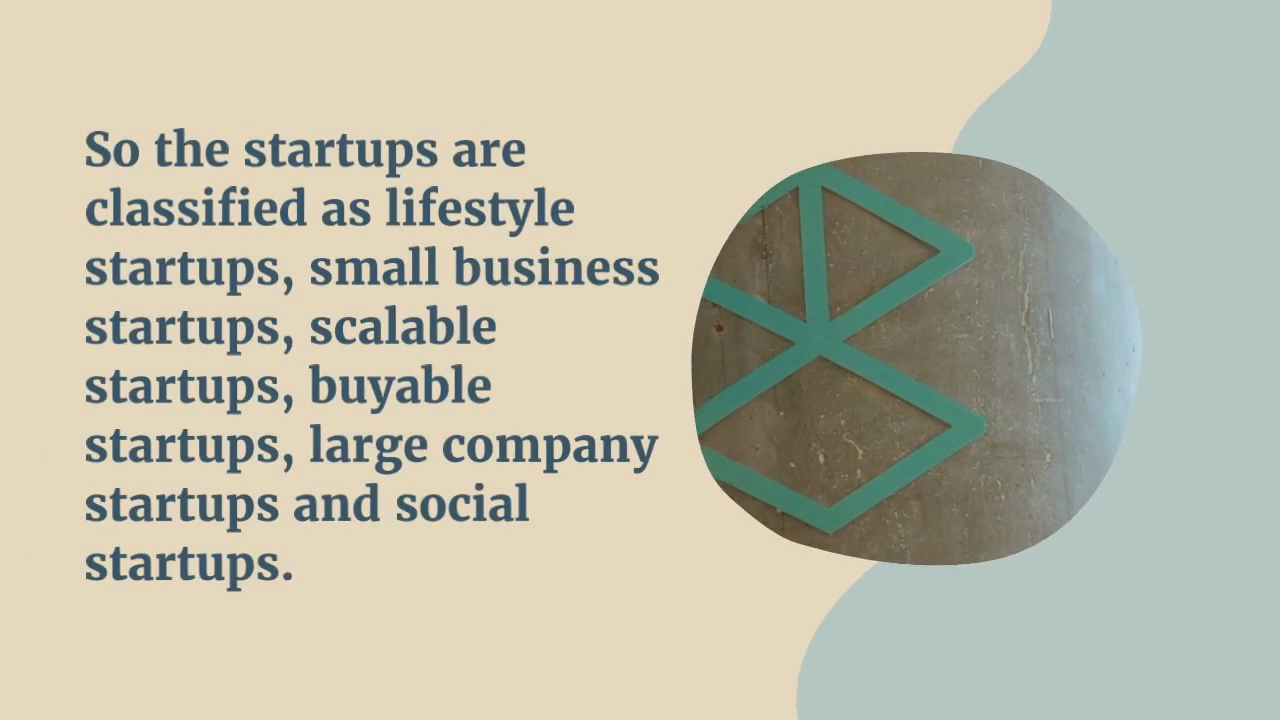 So the startups are
classified as lifestyle
startups, small business
startups, scalable
startups, buyable
startups, large company
startups and social
startups.